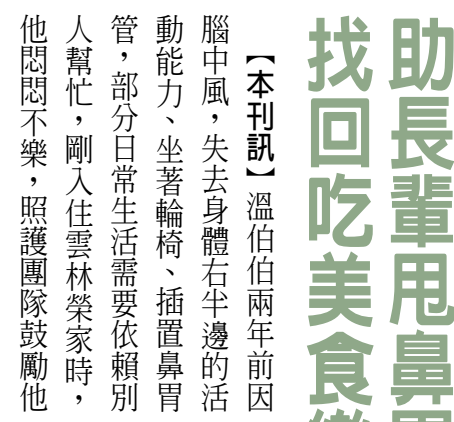 助長輩甩鼻胃
找回吃美食樂
【本刊訊】溫伯伯兩年前因
腦中風，失去身體右半邊的活
動能力、坐著輪椅、插置鼻胃
管，部分日常生活需要依賴別
人幫忙，剛入住雲林榮家時，
他悶悶不樂，照護團隊鼓勵他